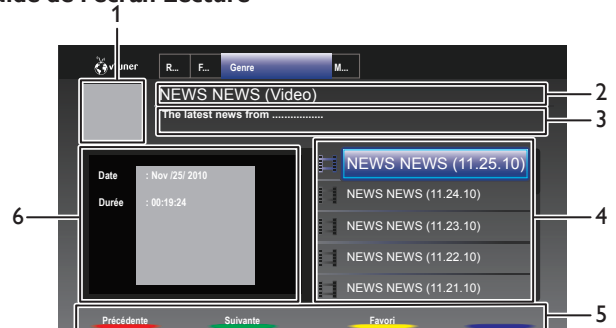 1
vTuner
R... F... Genre M...
NEWS NEWS (Video)
2
The latest news from .................
3
NEWS NEWS (11.25.10)
Date : Nov /25/ 2010
NEWS NEWS (11.24.10)
Durée : 00:19:24
6
4
NEWS NEWS (11.23.10)
NEWS NEWS (11.22.10)
NEWS NEWS (11.21.10)
5
Précédente Suivante Favori